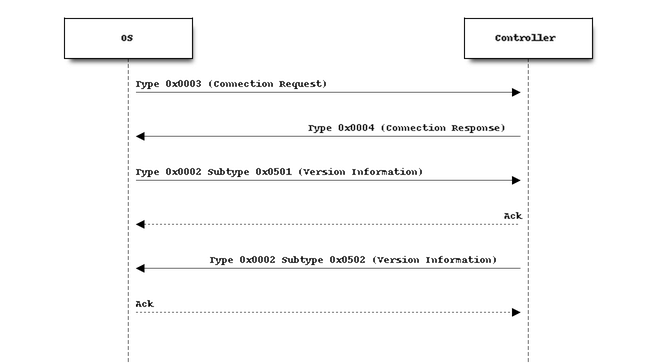 OS
Controller
Type 0x0003 (Connection Request)
Type 0x0004 (Connection Response)
Type 0x0002 Subtype 0x0501 (Version Information)
Ack
Type 0x0002 Subtype 0x0502 (Version Information)
Ack